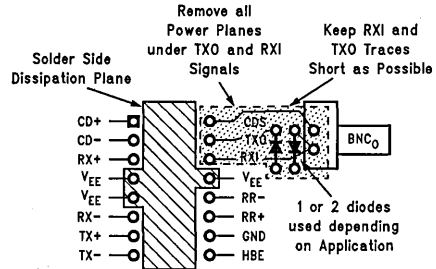 Remove all
Power Planes
under TXO and RXI
Signals
Keep RXI and
TXO Traces
Short as Possible
Solder Side
Dissipation Plane
CD+
CD-
RX+
VEE
VEE
RX-
TX+
TX-
CDS
TXO
RXI
VEE
RR-
RR+
GND
HBE
BNCO
1 or 2 diodes
used depending
on Application